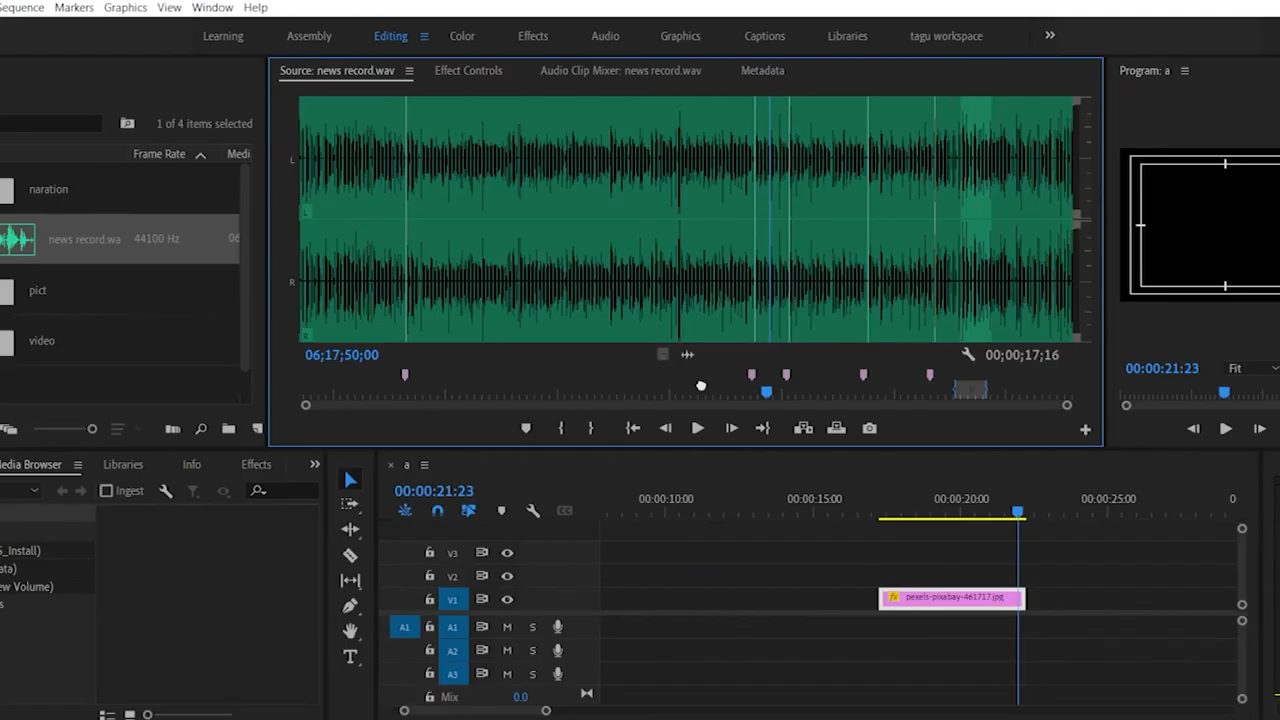 Sequence Markers Graphics View Window Help
Learning Assembly Editing Color Effects Audio Graphics Captions Libraries tagu workspace
Source: news record.wav Effect Controls Audio Clip Mixer: news record.wav Metadata
Program: a
1 of 4 items selected
Frame Rate Medi
naration
news record.wa 44100 Hz 06
pict
video
L
L
R
R
06;17;50;00
00;00;17;16
00:00:21:23 Fit
Media Browser Libraries Info Effects
Ingest
S_Install)
ata)
ew Volume)
s
× a
00:00:21:23
00:00:10:00 00:00:15:00 00:00:20:00 00:00:25:00 0
V3
V2
V1
fx pexels-pixabay-461717.jpg
A1 A1 M S
A2 M S
A3 M S
Mix 0.0